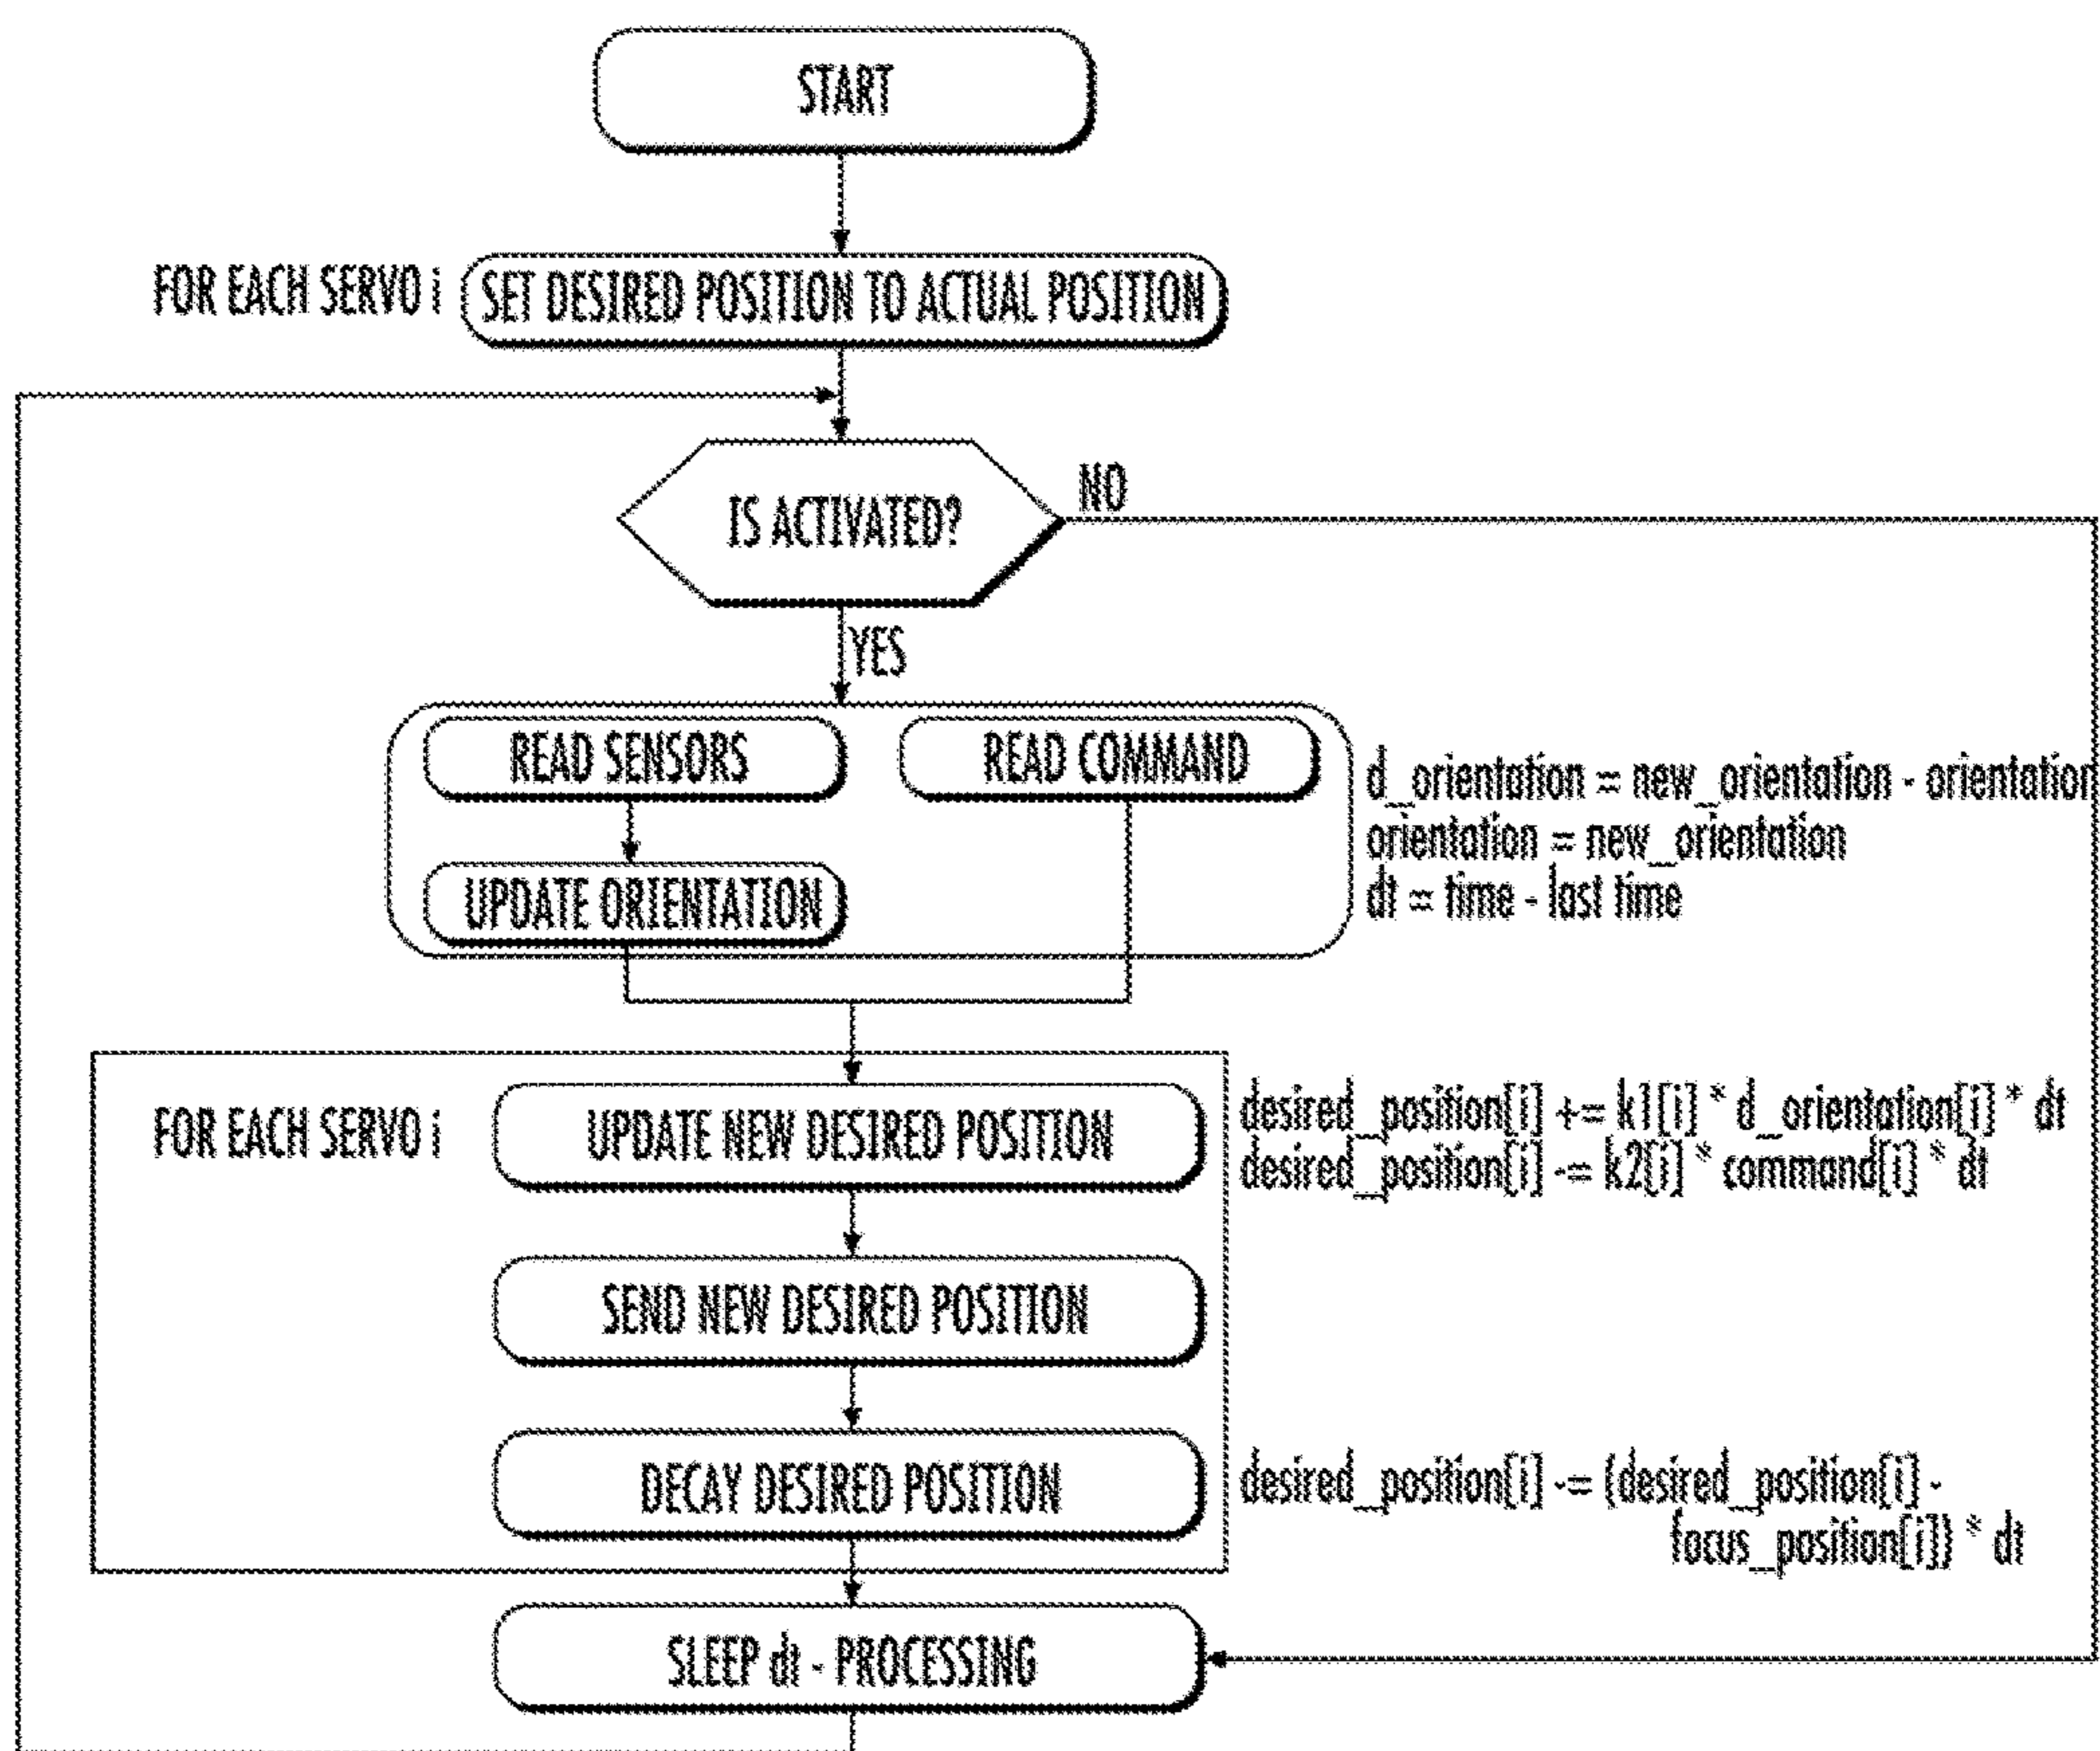 START
FOR EACH SERVO i
SET DESIRED POSITION TO ACTUAL POSITION
IS ACTIVATED?
NO
YES
READ SENSORS
READ COMMAND
UPDATE ORIENTATION
d_orientation = new_orientation - orientation
orientation = new_orientation
dt = time - last time
FOR EACH SERVO i
UPDATE NEW DESIRED POSITION
desired_position[i] += k1[i] * d_orientation[i] * dt
desired_position[i] -= k2[i] * command[i] * dt
SEND NEW DESIRED POSITION
DECAY DESIRED POSITION
desired_position[i] -= (desired_position[i] -
focus_position[i]) * dt
SLEEP dt - PROCESSING